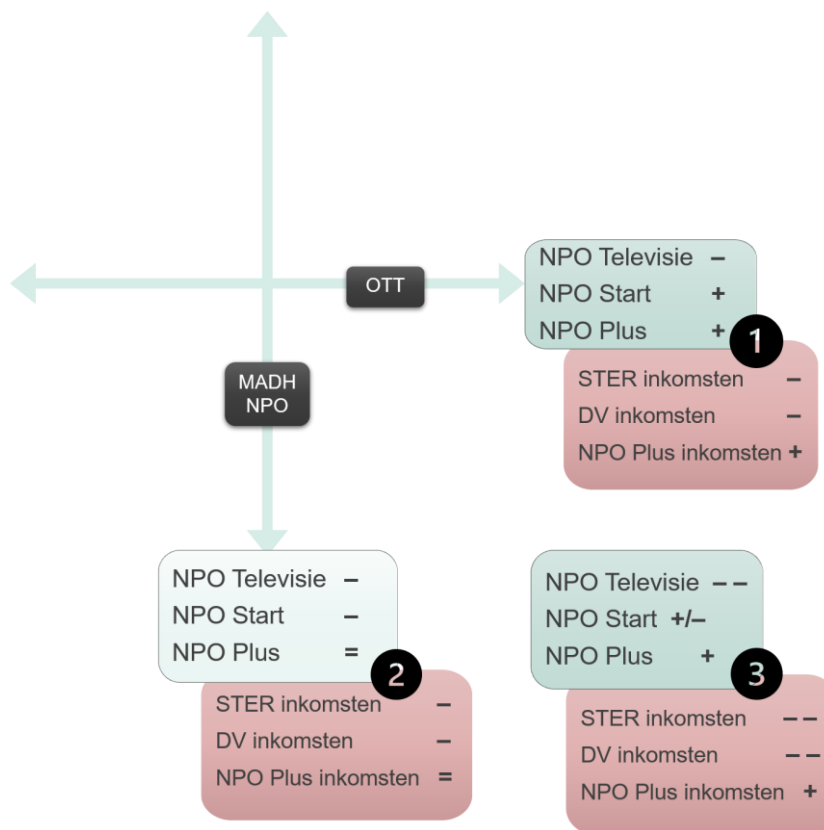 OTT
NPO Televisie –
NPO Start +
NPO Plus +
1
STER inkomsten –
DV inkomsten –
NPO Plus inkomsten +
MADH
NPO
NPO Televisie –
NPO Start –
NPO Plus =
2
STER inkomsten –
DV inkomsten –
NPO Plus inkomsten =
NPO Televisie – –
NPO Start +/–
NPO Plus +
3
STER inkomsten – –
DV inkomsten – –
NPO Plus inkomsten +